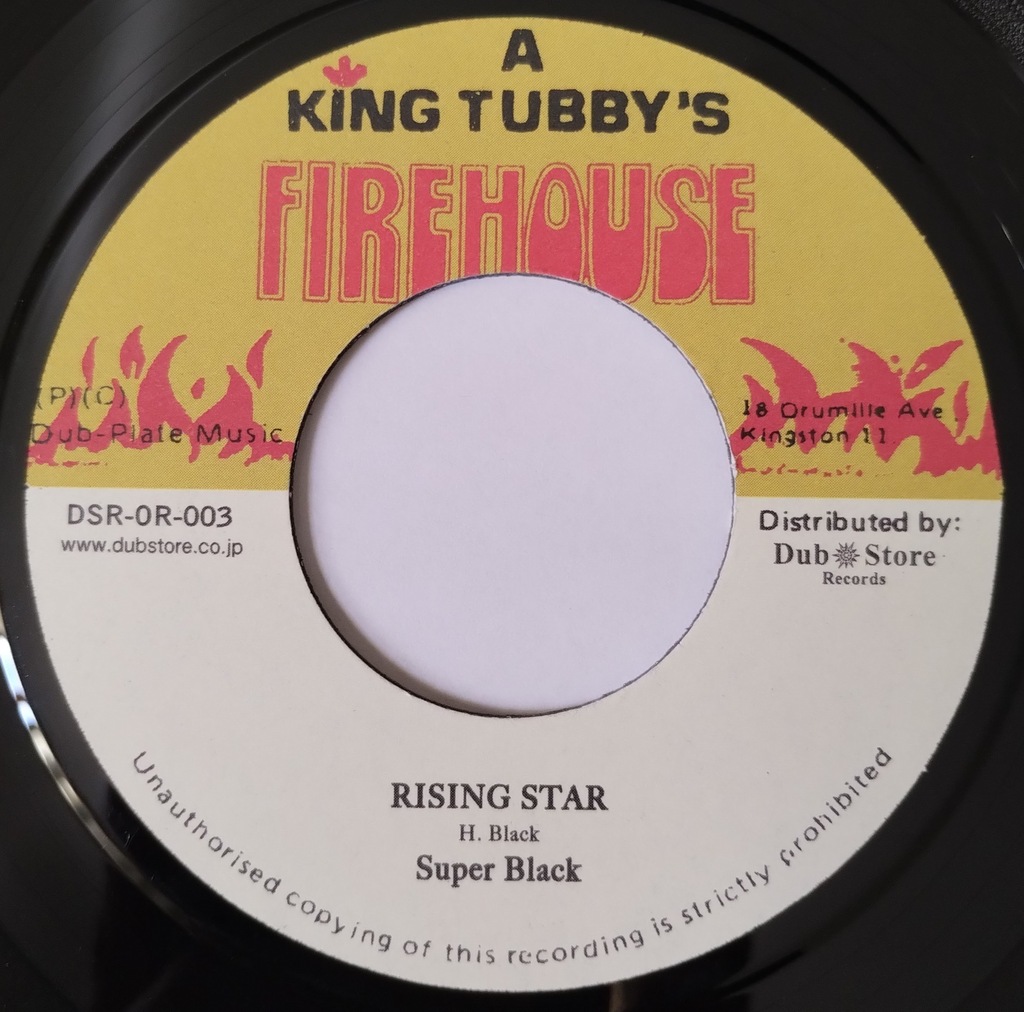 A
KING TUBBY'S
FIREHOUSE
(P)(C)
Dub-Plate Music
18 Drumille Ave
Kingston 11
DSR-0R-003
www.dubstore.co.jp
Distributed by:
Dub Store
Records
RISING STAR
H. Black
Super Black
Unauthorised copying of this recording is strictly prohibited